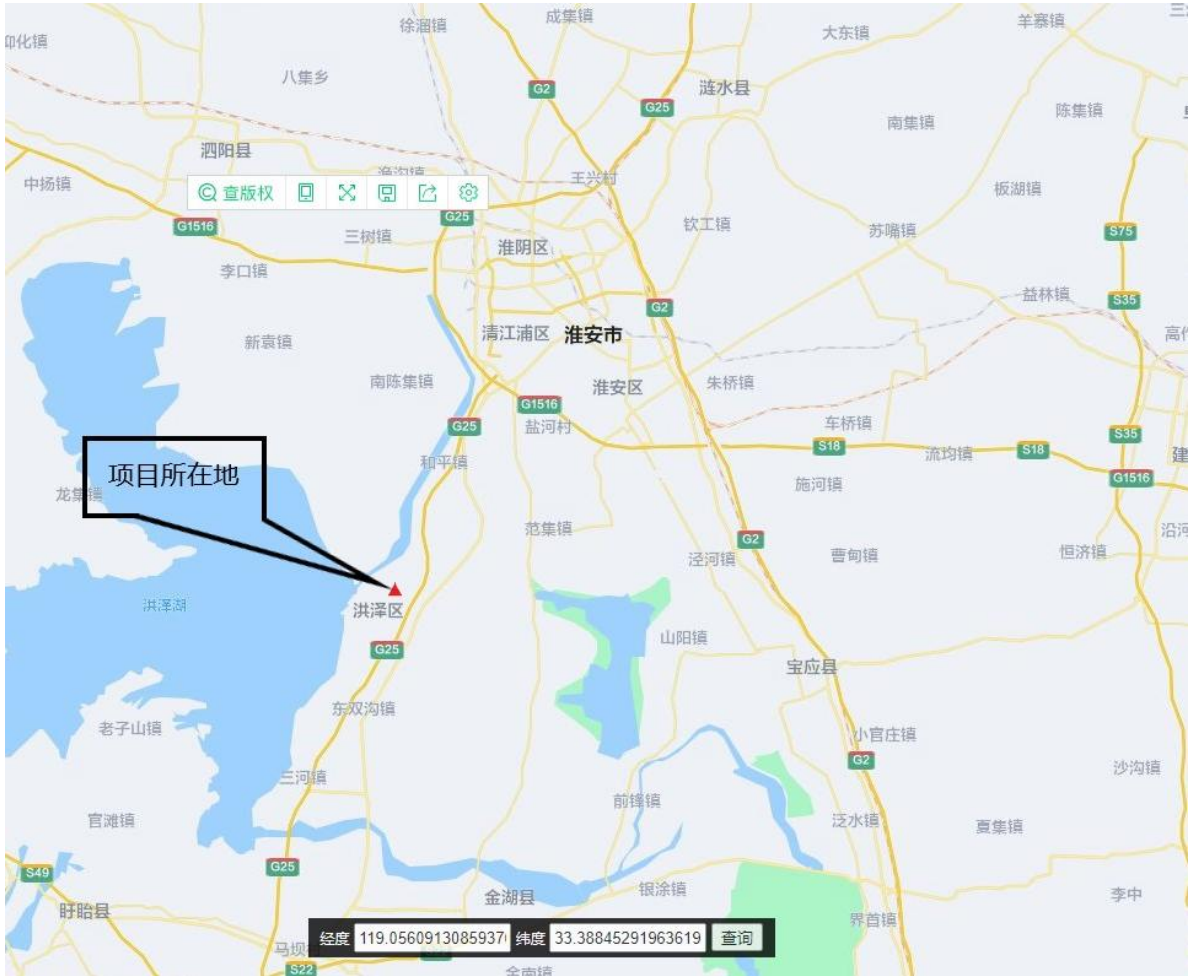 徐溜镇
成集镇
大东镇
羊寨镇
八集乡
G2
涟水县
G25
南集镇
陈集镇
泗阳县
中扬镇
王兴村
板湖镇
查版权
G25
G1516
三树镇
淮阴区
钦工镇
苏嘴镇
S75
李口镇
益林镇
S35
G2
新袁镇
清江浦区
淮安市
南陈集镇
淮安区
朱桥镇
G1516
G25
盐河村
车桥镇
S18
流均镇
S18
S35
建
G1516
和平镇
项目所在地
施河镇
范集镇
G2
泾河镇
曹甸镇
恒济镇
洪泽湖
洪泽区
G25
山阳镇
宝应县
东双沟镇
老子山镇
小官庄镇
G2
沙沟镇
三河镇
官滩镇
前锋镇
泛水镇
夏集镇
S49
G25
金湖县
银涂镇
李中
盱眙县
界首镇
经度 119.0560913085937 纬度 33.38845291963619 查询
马坝
S22